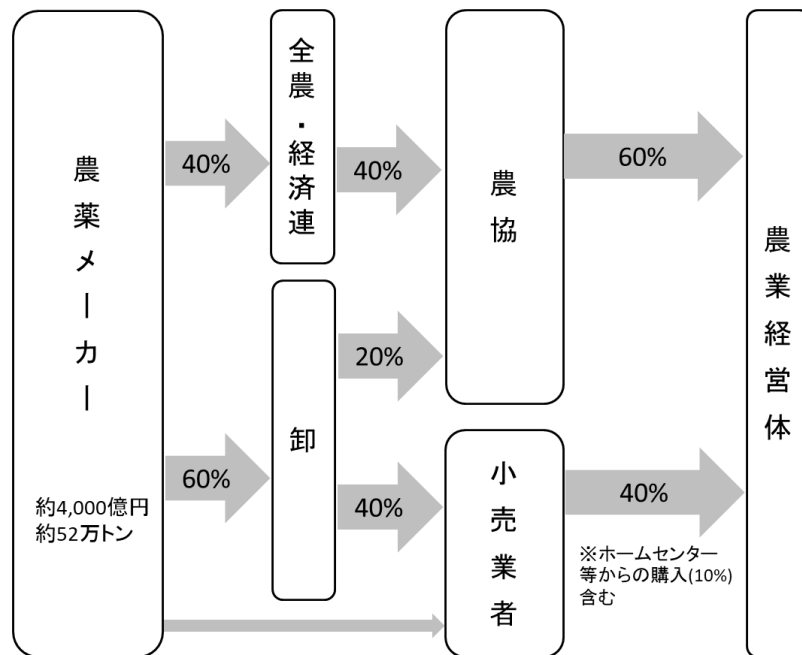 農薬メーカー
約4,000億円
約52万トン
40%
60%
全農・経済連
卸
40%
20%
40%
農協
小売業者
60%
40%
※ホームセンター
等からの購入(10%)
含む
農業経営体